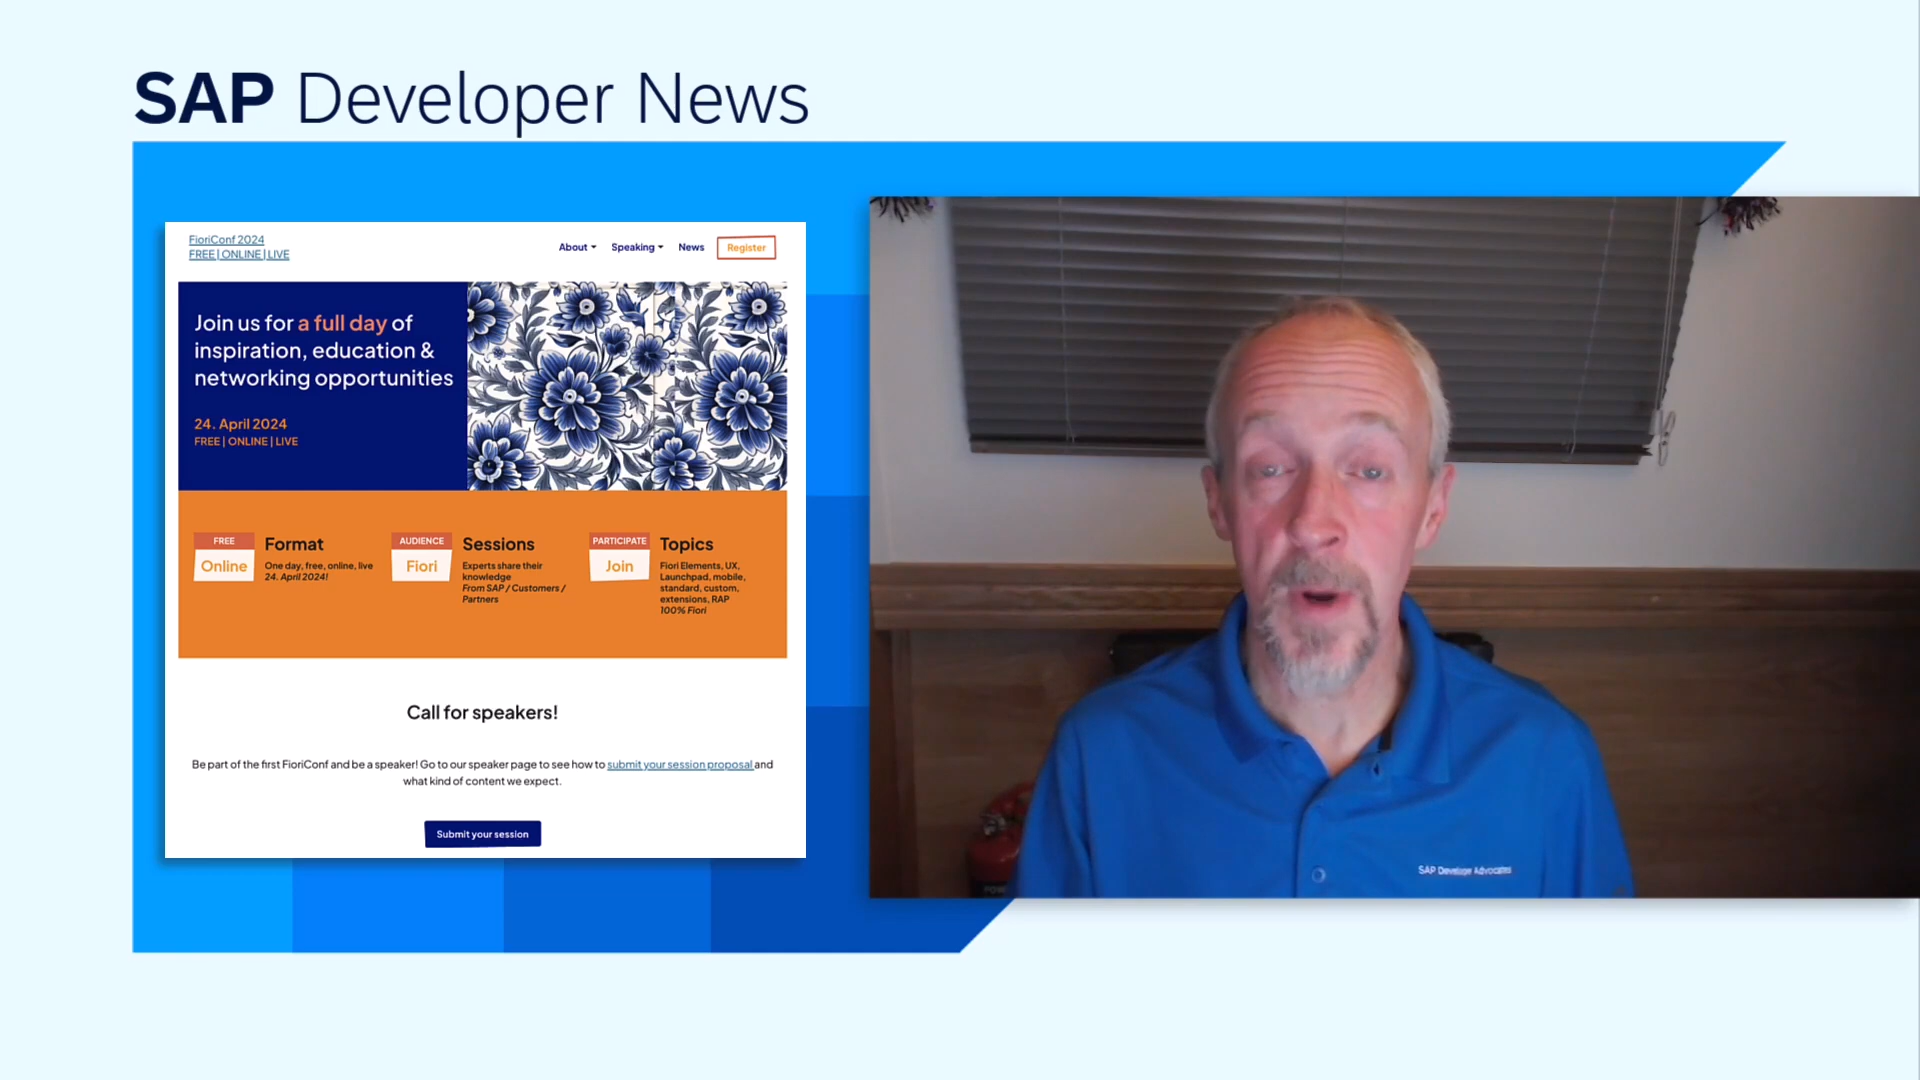 SAP Developer News
FioriConf 2024
FREE | ONLINE | LIVE
About
Speaking
News
Register
Join us for a full day of
inspiration, education &
networking opportunities
24. April 2024
FREE | ONLINE | LIVE
FREE
Online
Format
One day, free, online, live
24. April 2024!
AUDIENCE
Fiori
Sessions
Experts share their
knowledge
From SAP / Customers /
Partners
PARTICIPATE
Join
Topics
Fiori Elements, UX,
Launchpad, mobile,
standard, custom,
extensions, RAP
100% Fiori
Call for speakers!
Be part of the first FioriConf and be a speaker! Go to our speaker page to see how to submit your session proposal and
what kind of content we expect.
Submit your session
SAP Developer Advocates